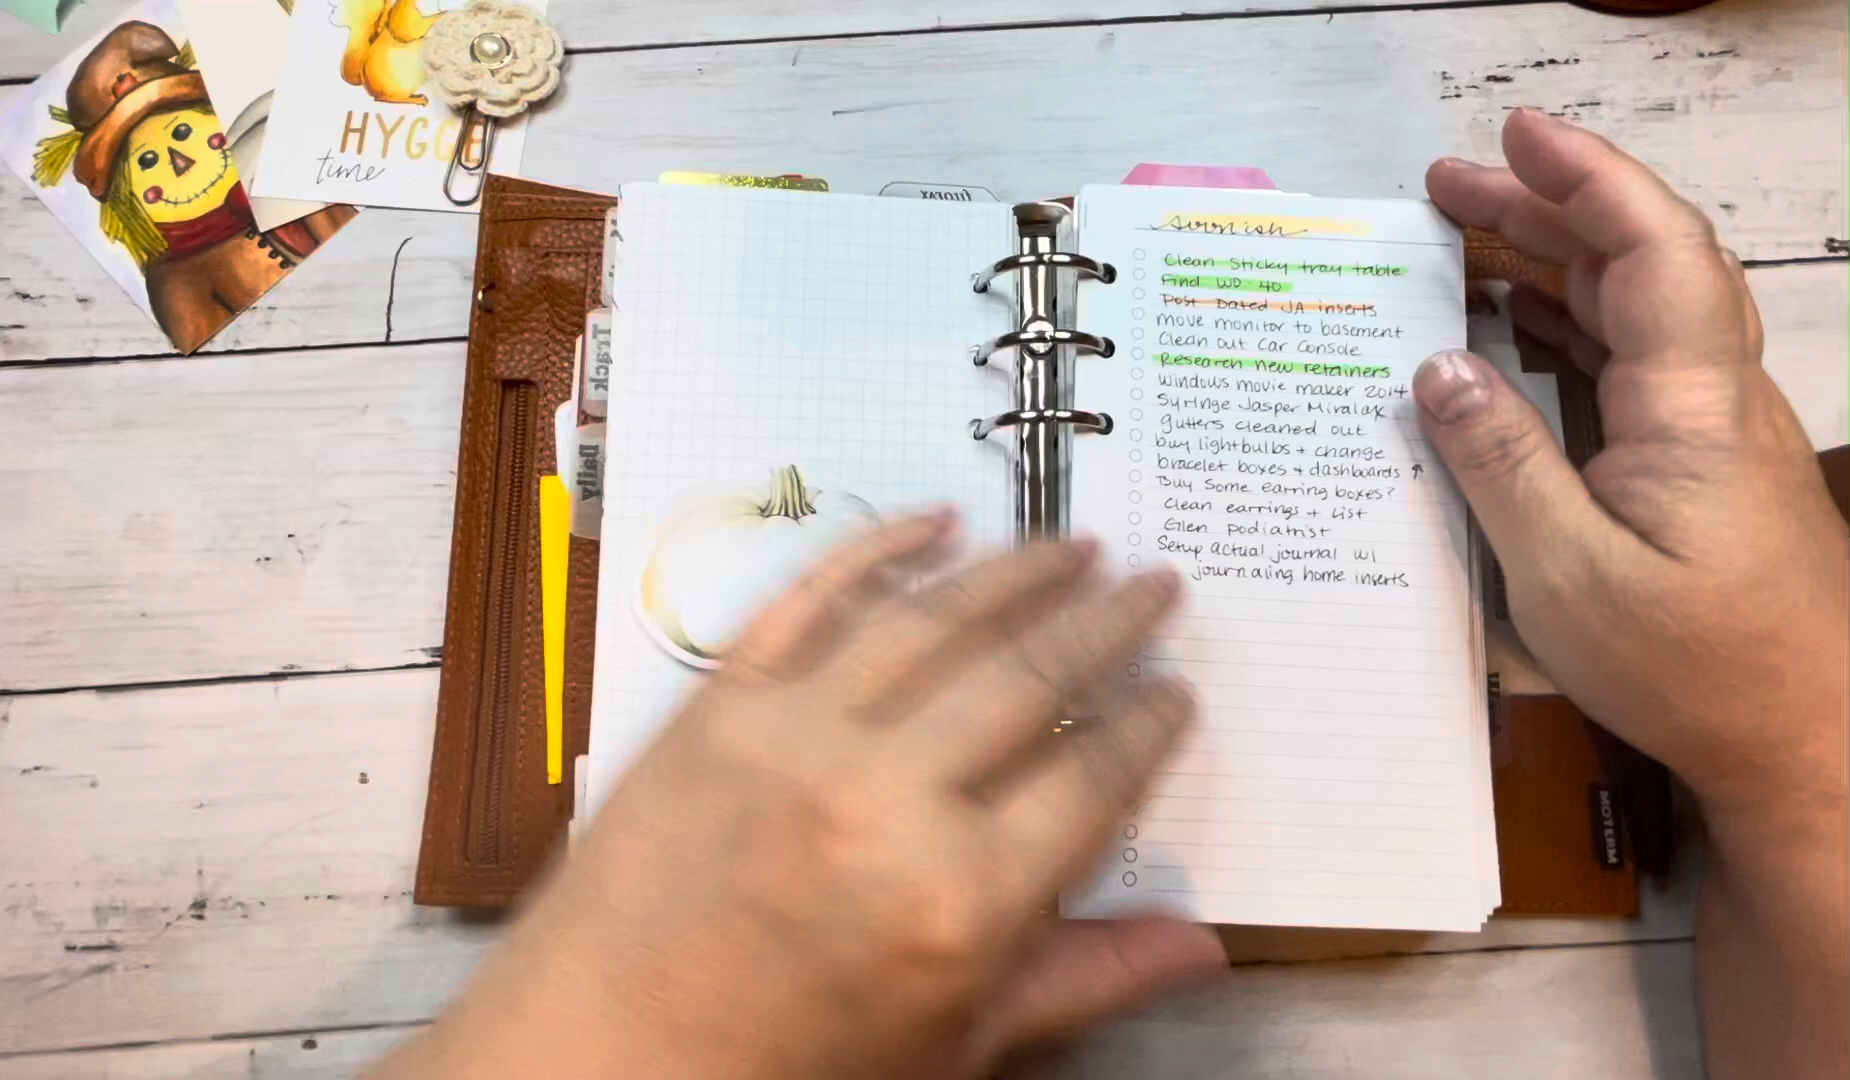 HYGGE
time
FILOFAX
Track
Daily
soon ish
Clean Sticky tray table
Find WD-40
Post Dated JA inserts
move monitor to basement
Clean out Car Console
Research new retainers
windows movie maker 2014
Syringe Jasper Miralax
gutters cleaned out
buy lightbulbs + change
bracelet boxes + dashboards ↑
Buy Some earring boxes?
Clean earrings + List
Glen podiatrist
Setup actual journal w/
journaling home inserts
MOTERM